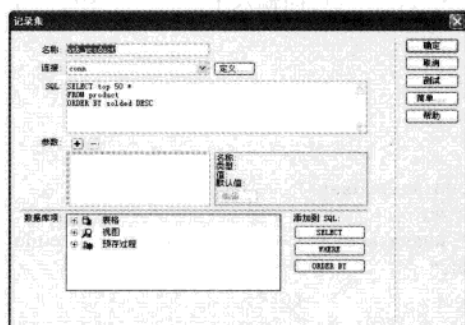 记录集
名称:
连接: conn 定义...
SQL: SELECT top 50 *
FROM product
ORDER BY solded DESC
参数:
名称:
类型:
值:
默认值:
数据库项:
表格
视图
预存过程
添加到 SQL:
SELECT
WHERE
ORDER BY
确定
取消
测试
简单...
帮助